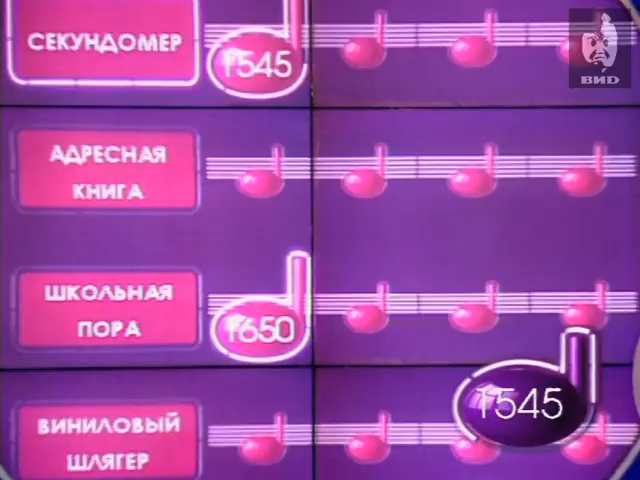 СЕКУНДОМЕР
1545
ВИD
АДРЕСНАЯ
КНИГА
ШКОЛЬНАЯ
ПОРА
1650
1545
ВИНИЛОВЫЙ
ШЛЯГЕР